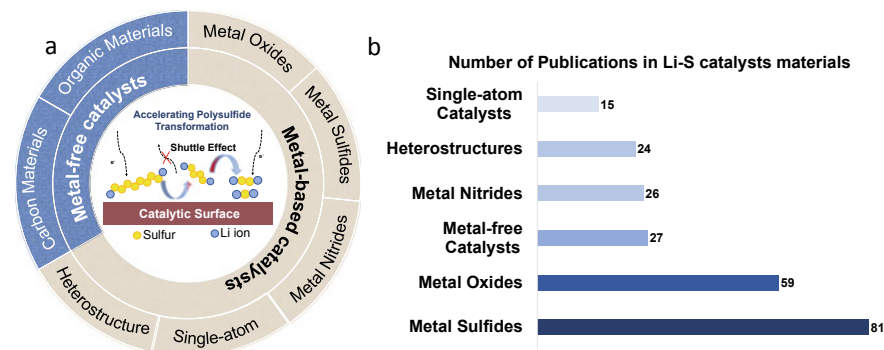 a
Organic Materials
Metal Oxides
Metal Sulfides
Metal Nitrides
Single-atom
Heterostructure
Carbon Materials
Metal-free catalysts
Metal-based catalysts
Accelerating Polysulfide
Transformation
Shuttle Effect
e⁻
e⁻
Catalytic Surface
Sulfur
Li ion
b
Number of Publications in Li-S catalysts materials
Single-atom
Catalysts
15
Heterostructures
24
Metal Nitrides
26
Metal-free
Catalysts
27
Metal Oxides
59
Metal Sulfides
81